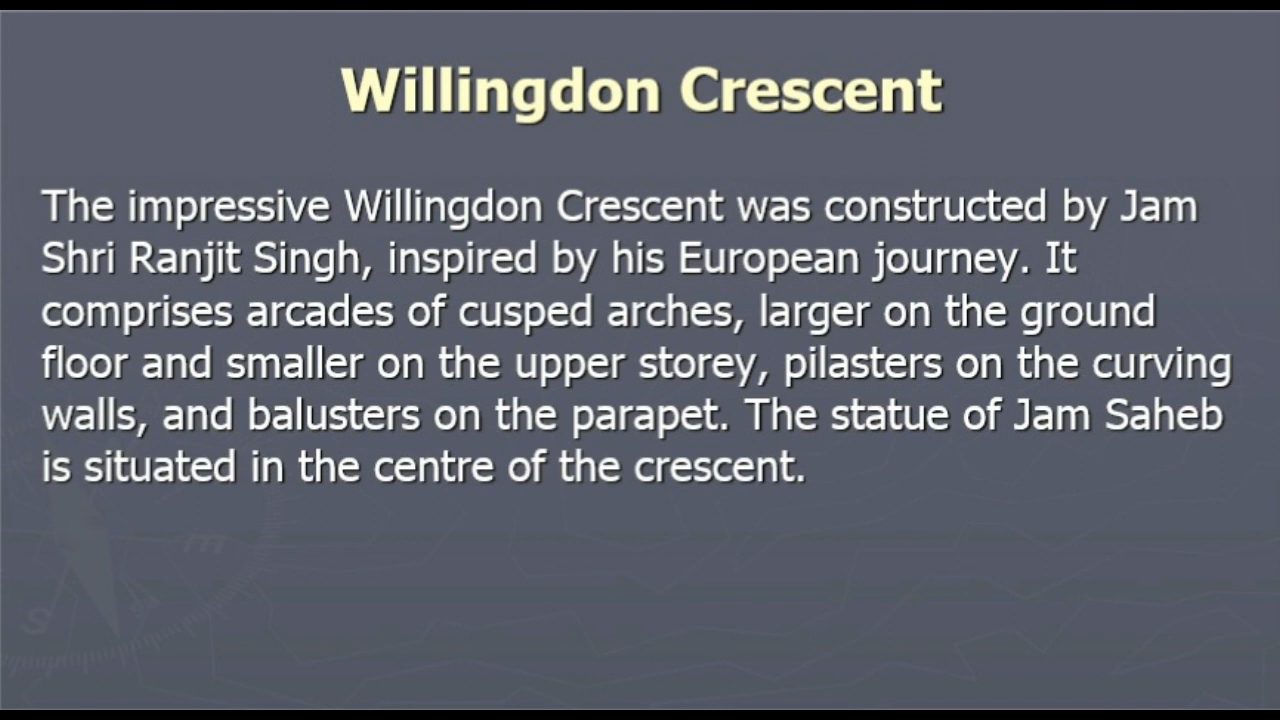 Willingdon Crescent
The impressive Willingdon Crescent was constructed by Jam
Shri Ranjit Singh, inspired by his European journey. It
comprises arcades of cusped arches, larger on the ground
floor and smaller on the upper storey, pilasters on the curving
walls, and balusters on the parapet. The statue of Jam Saheb
is situated in the centre of the crescent.